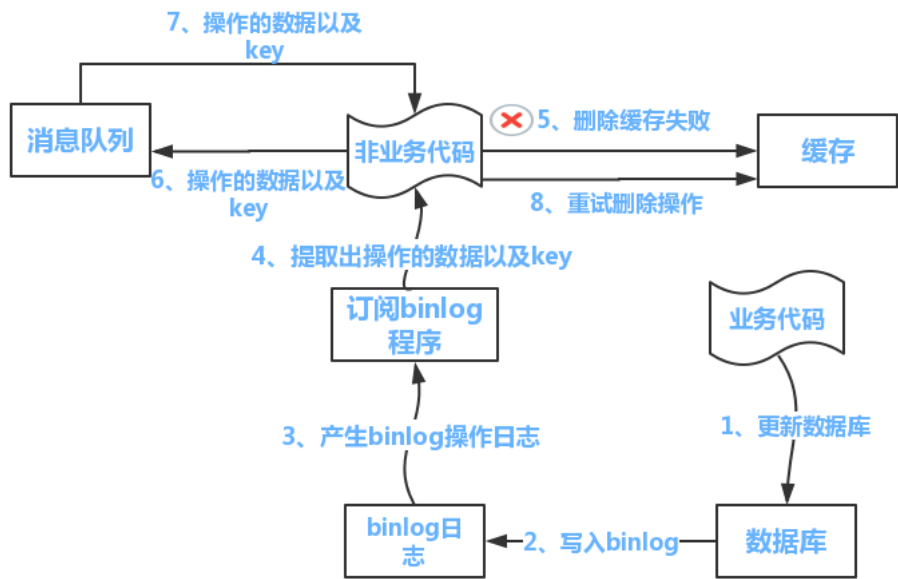 7、操作的数据以及
key
消息队列
非业务代码
5、删除缓存失败
缓存
6、操作的数据以及
key
8、重试删除操作
4、提取出操作的数据以及key
订阅binlog
程序
业务代码
3、产生binlog操作日志
1、更新数据库
binlog日
志
2、写入binlog
数据库